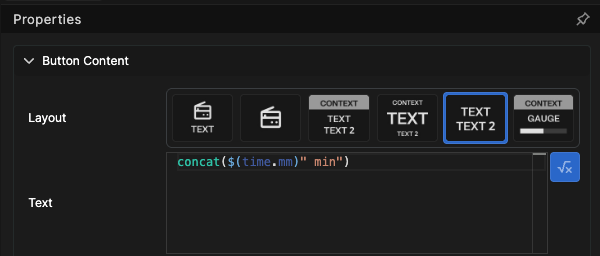 Properties
Button Content
Layout
TEXT
CONTEXT
TEXT
TEXT 2
CONTEXT
TEXT
TEXT 2
TEXT
TEXT 2
CONTEXT
GAUGE
concat($(time.mm)" min")
√x
Text